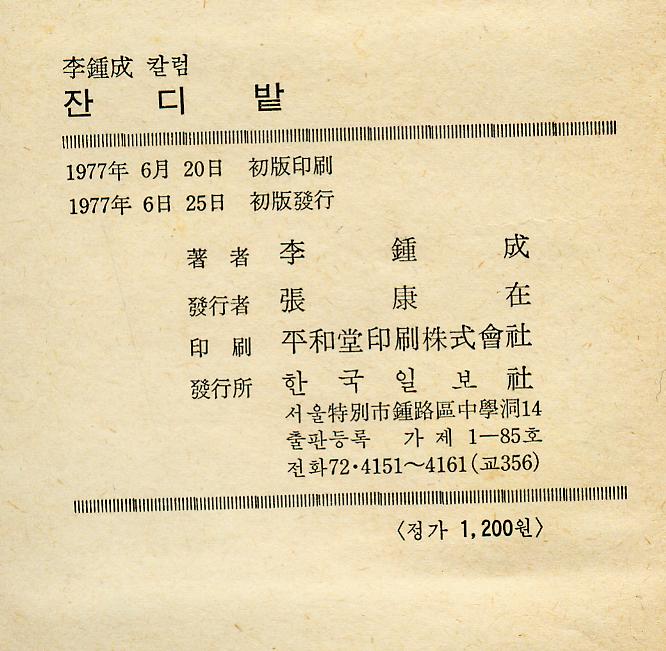 李鍾成 칼럼
잔 디 밭
1977年 6月 20日 初版印刷
1977年 6日 25日 初版發行
著 者 李 鍾 成
發行者 張 康 在
印 刷 平和堂印刷株式會社
發行所 한 국 일 보 社
서울特別市鍾路區中學洞14
출판등록 가 제 1—85호
전화72·4151～4161(교356)
〈정가 1,200원〉